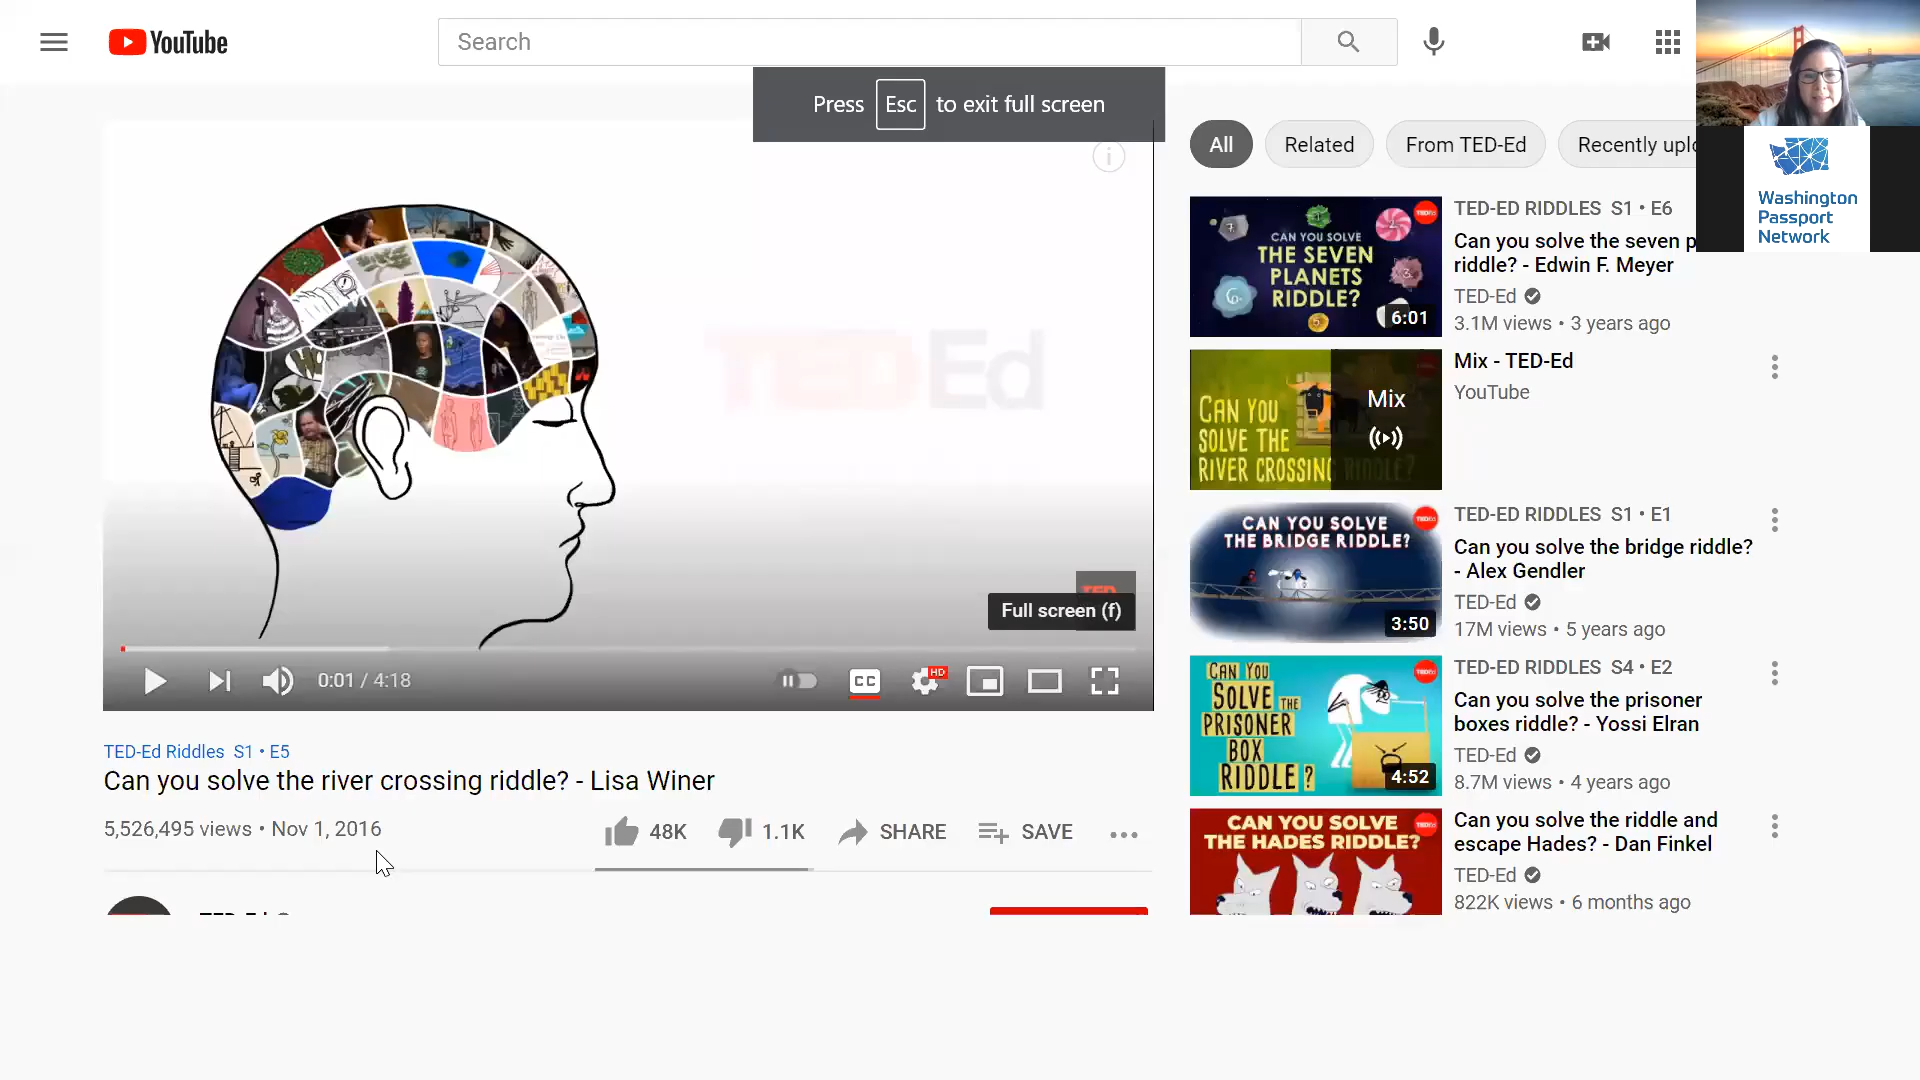 YouTube
Search
Press Esc to exit full screen
All
Related
From TED-Ed
Recently uplo
Washington
Passport
Network
TEDEd
TED
Full screen (f)
0:01 / 4:18
CC
HD
TED-Ed Riddles S1 • E5
Can you solve the river crossing riddle? - Lisa Winer
5,526,495 views • Nov 1, 2016
48K
1.1K
SHARE
SAVE
CAN YOU SOLVE
THE SEVEN
PLANETS
RIDDLE?
6:01
TED-ED RIDDLES S1 • E6
Can you solve the seven p
riddle? - Edwin F. Meyer
TED-Ed
3.1M views • 3 years ago
CAN YOU
SOLVE THE
RIVER CROSSING RIDDLE?
Mix
Mix - TED-Ed
YouTube
CAN YOU SOLVE
THE BRIDGE RIDDLE?
3:50
TED-ED RIDDLES S1 • E1
Can you solve the bridge riddle?
- Alex Gendler
TED-Ed
17M views • 5 years ago
CAN YOU
SOLVE THE
PRISONER
BOX
RIDDLE?
4:52
TED-ED RIDDLES S4 • E2
Can you solve the prisoner
boxes riddle? - Yossi Elran
TED-Ed
8.7M views • 4 years ago
CAN YOU SOLVE
THE HADES RIDDLE?
Can you solve the riddle and
escape Hades? - Dan Finkel
TED-Ed
822K views • 6 months ago